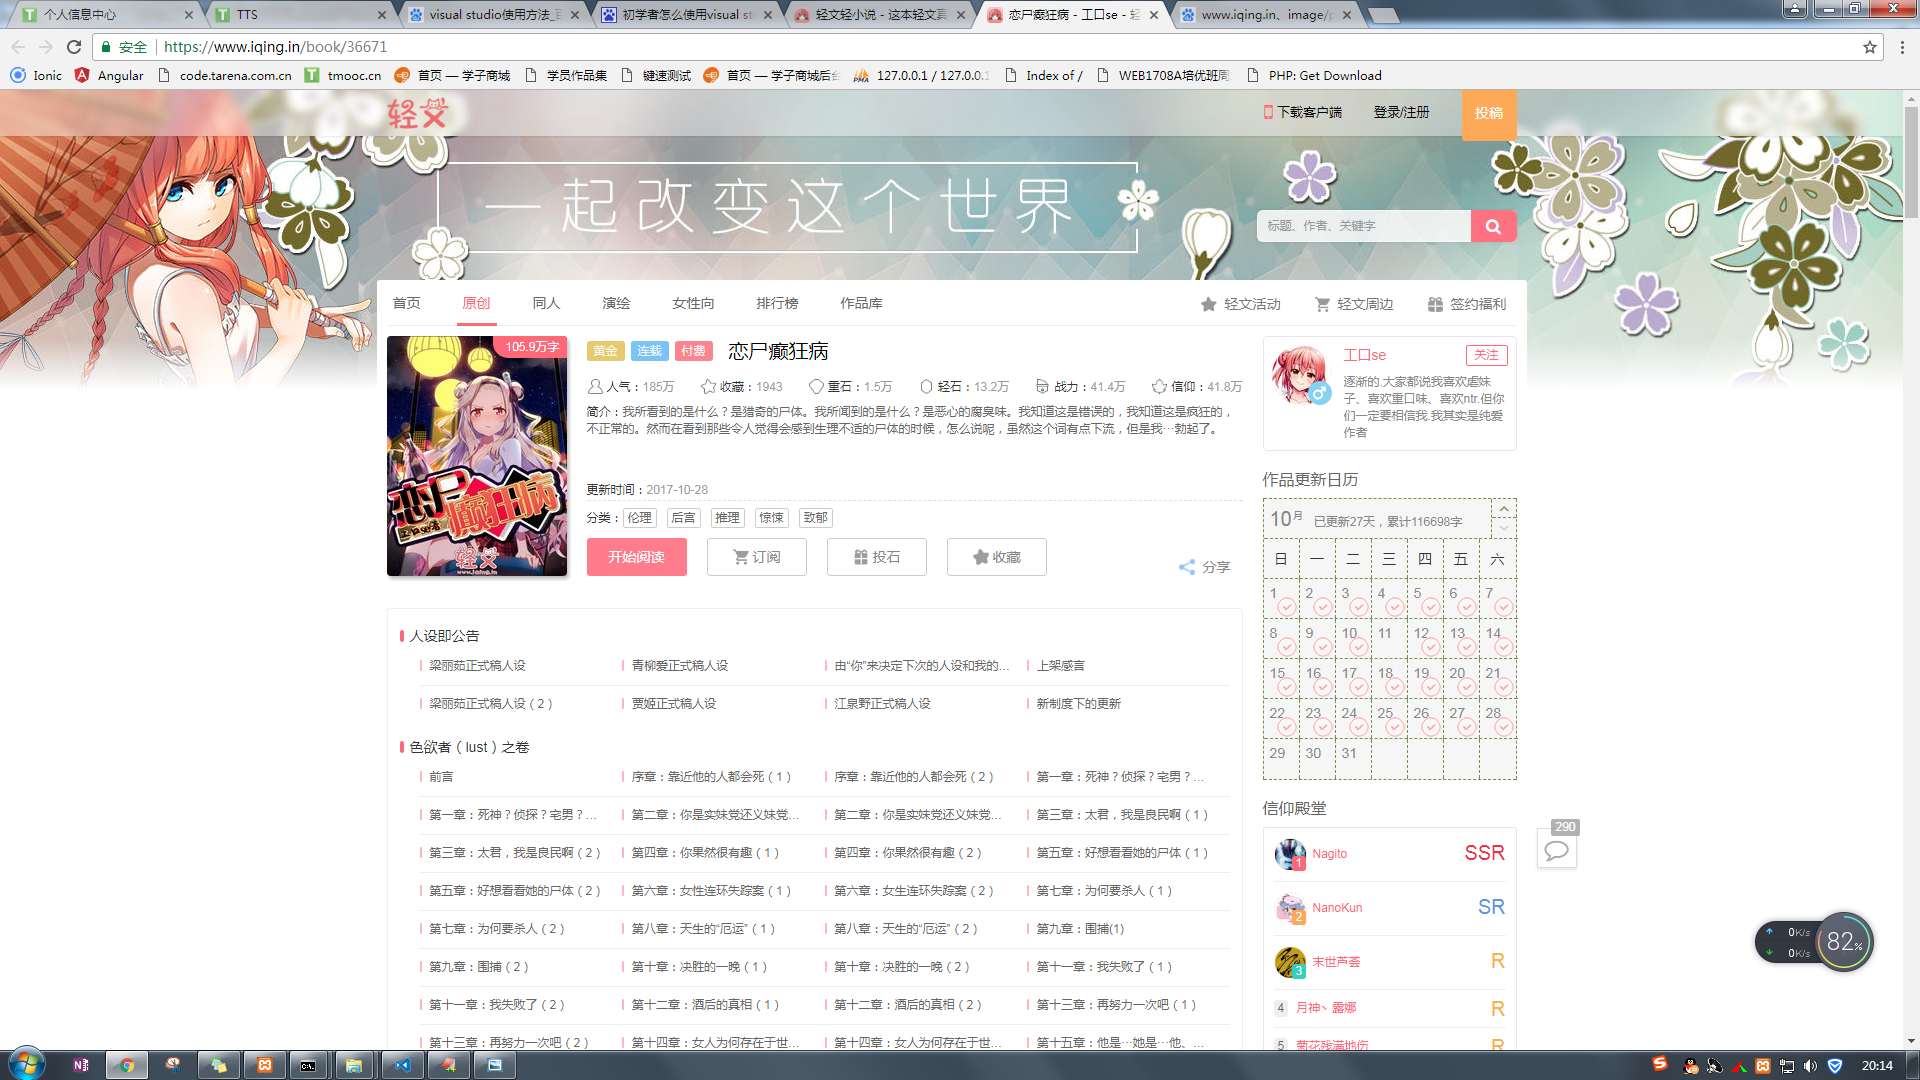 个人信息中心
TTS
visual studio使用方法_百
初学者怎么使用visual st
轻文轻小说 - 这本轻文真
恋尸癫狂病 - 工口se - 轻
www.iqing.in、image/p
安全
https://www.iqing.in/book/36671
Ionic
Angular
code.tarena.com.cn
tmooc.cn
首页 — 学子商城
学员作品集
键速测试
首页 — 学子商城后台
127.0.0.1 / 127.0.0.1
Index of /
WEB1708A培优班周
PHP: Get Download
轻文
下载客户端
登录/注册
投稿
一起改变这个世界
标题、作者、关键字
首页
原创
同人
演绘
女性向
排行榜
作品库
轻文活动
轻文周边
签约福利
105.9万字
恋尸癫狂病
轻文
www.iqing.in
黄金 连载 付费 恋尸癫狂病
人气：185万
收藏：1943
重石：1.5万
轻石：13.2万
战力：41.4万
信仰：41.8万
简介：我所看到的是什么？是猎奇的尸体。我所闻到的是什么？是恶心的腐臭味。我知道这是错误的，我知道这是疯狂的，
不正常的。然而在看到那些令人觉得会感到生理不适的尸体的时候，怎么说呢，虽然这个词有点下流，但是我…勃起了。
更新时间：2017-10-28
分类： 伦理 后宫 推理 惊悚 致郁
开始阅读
订阅
投石
收藏
分享
工口se
关注
逐渐的.大家都说我喜欢虐妹
子、喜欢重口味、喜欢ntr.但你
们一定要相信我.我其实是纯爱
作者
作品更新日历
10月 已更新27天，累计116698字
日 一 二 三 四 五 六
1 2 3 4 5 6 7
8 9 10 11 12 13 14
15 16 17 18 19 20 21
22 23 24 25 26 27 28
29 30 31
信仰殿堂
1 Nagito SSR
2 NanoKun SR
3 末世芦荟 R
4 月神丶露娜 R
5 菊花残满地伤 R
人设即公告
梁丽茹正式稿人设
青柳爱正式稿人设
由“你”来决定下次的人设和我的...
上架感言
梁丽茹正式稿人设（2）
贾姬正式稿人设
江泉野正式稿人设
新制度下的更新
色欲者（lust）之卷
前言
序章：靠近他的人都会死（1）
序章：靠近他的人都会死（2）
第一章：死神？侦探？宅男？...
第一章：死神？侦探？宅男？...
第二章：你是实妹党还义妹党...
第二章：你是实妹党还义妹党...
第三章：太君，我是良民啊（1）
第三章：太君，我是良民啊（2）
第四章：你果然很有趣（1）
第四章：你果然很有趣（2）
第五章：好想看看她的尸体（1）
第五章：好想看看她的尸体（2）
第六章：女性连环失踪案（1）
第六章：女生连环失踪案（2）
第七章：为何要杀人（1）
第七章：为何要杀人（2）
第八章：天生的“厄运”（1）
第八章：天生的“厄运”（2）
第九章：围捕(1)
第九章：围捕（2）
第十章：决胜的一晚（1）
第十章：决胜的一晚（2）
第十一章：我失败了（1）
第十一章：我失败了（2）
第十二章：酒后的真相（1）
第十二章：酒后的真相（2）
第十三章：再努力一次吧（1）
第十三章：再努力一次吧（2）
第十四章：女人为何存在于世...
第十四章：女人为何存在于世...
第十五章：他是…她是…他、...
290
0K/s
0K/s
82%
20:14